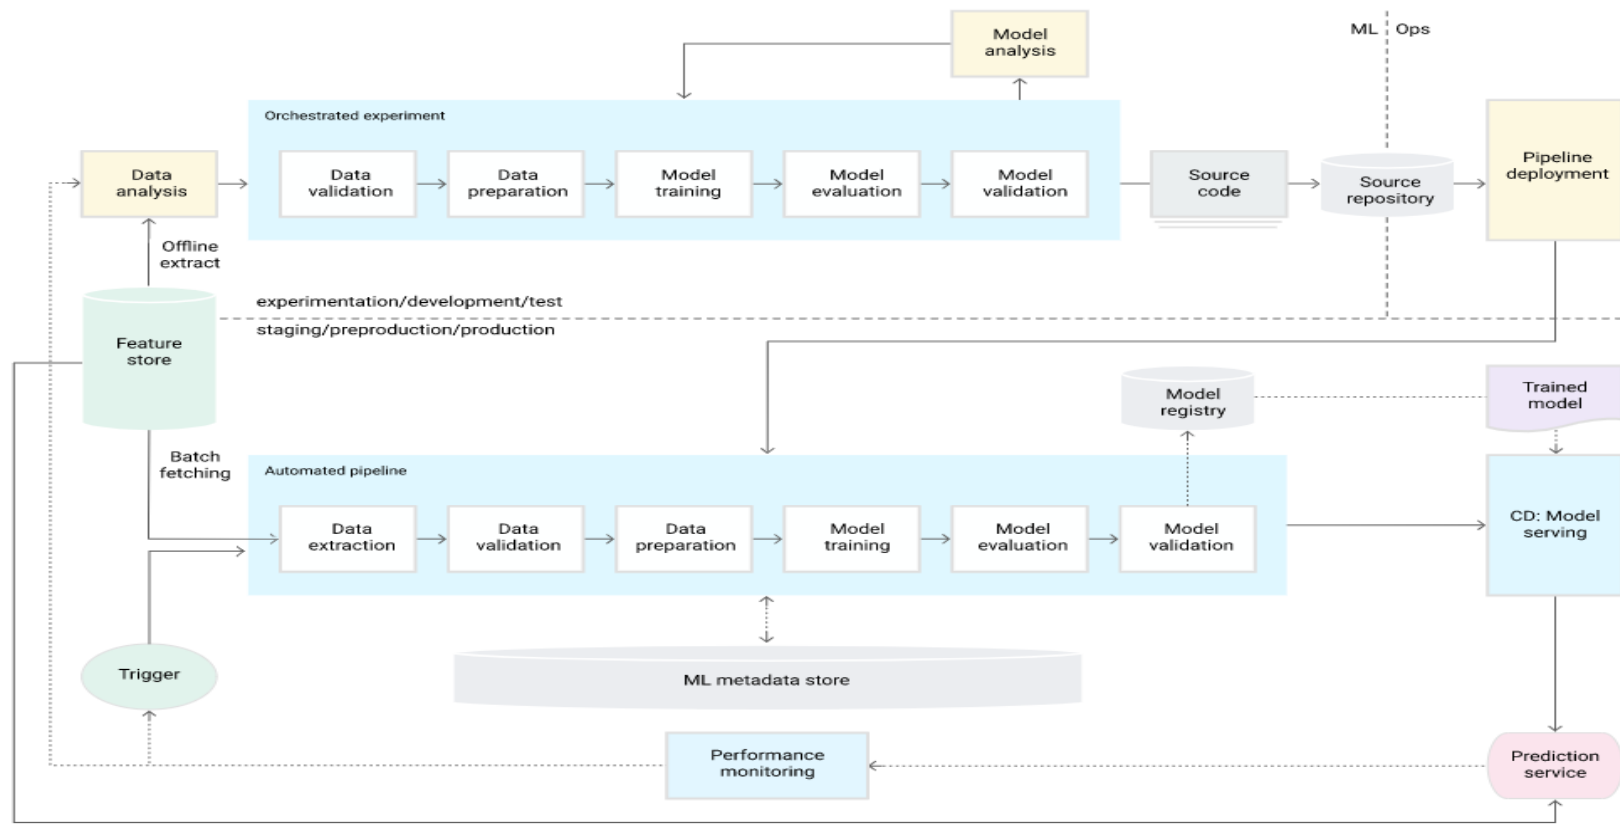 Model
analysis
ML
Ops
Orchestrated experiment
Data
analysis
Data
validation
Data
preparation
Model
training
Model
evaluation
Model
validation
Source
code
Source
repository
Pipeline
deployment
Offline
extract
experimentation/development/test
staging/preproduction/production
Feature
store
Model
registry
Trained
model
Batch
fetching
Automated pipeline
Data
extraction
Data
validation
Data
preparation
Model
training
Model
evaluation
Model
validation
CD: Model
serving
Trigger
ML metadata store
Performance
monitoring
Prediction
service